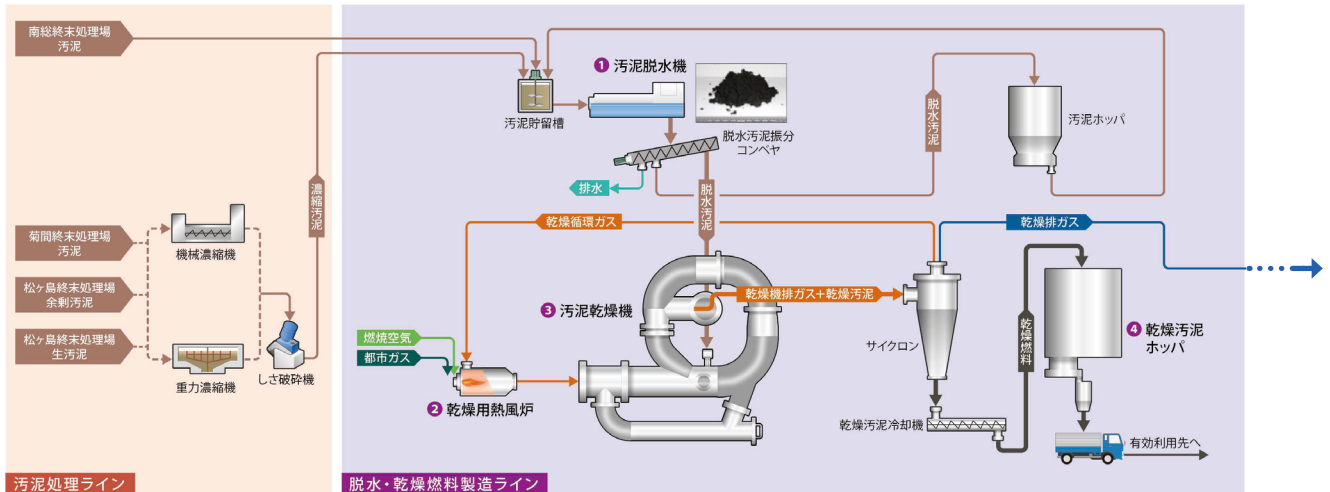 南総終末処理場
汚泥
菊間終末処理場
汚泥
松ヶ島終末処理場
余剰汚泥
松ヶ島終末処理場
生汚泥
機械濃縮機
重力濃縮機
しさ破砕機
濃縮汚泥
汚泥処理ライン
汚泥貯留槽
1 汚泥脱水機
脱水汚泥振分
コンベヤ
排水
脱水汚泥
脱水汚泥
汚泥ホッパ
乾燥循環ガス
乾燥排ガス
3 汚泥乾燥機
乾燥機排ガス+乾燥汚泥
燃焼空気
都市ガス
2 乾燥用熱風炉
サイクロン
乾燥汚泥冷却機
乾燥燃料
4 乾燥汚泥
ホッパ
有効利用先へ
脱水・乾燥燃料製造ライン